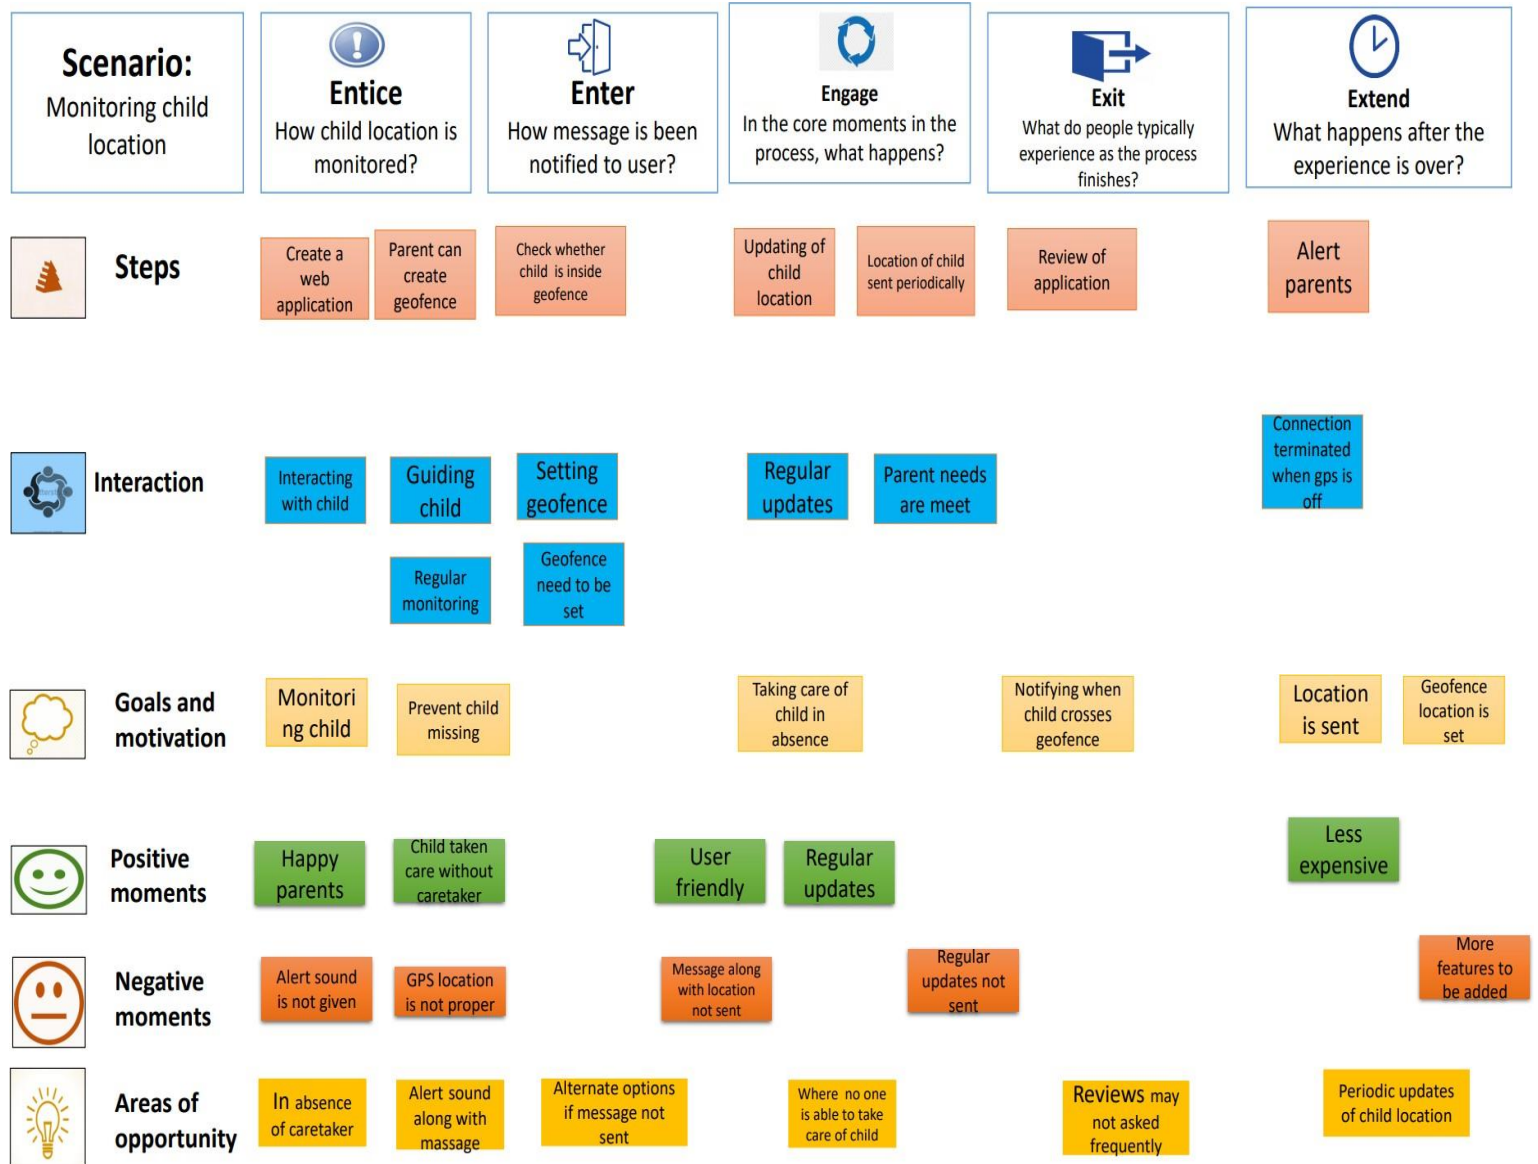 Scenario:
Monitoring child
location
Entice
How child location is
monitored?
Enter
How message is been
notified to user?
Engage
In the core moments in the
process, what happens?
Exit
What do people typically
experience as the process
finishes?
Extend
What happens after the
experience is over?
Steps
Create a
web
application
Parent can
create
geofence
Check whether
child is inside
geofence
Updating of
child
location
Location of child
sent periodically
Review of
application
Alert
parents
Interaction
Interacting
with child
Guiding
child
Setting
geofence
Regular
updates
Parent needs
are meet
Connection
terminated
when gps is
off
Regular
monitoring
Geofence
need to be
set
Goals and
motivation
Monitori
ng child
Prevent child
missing
Taking care of
child in
absence
Notifying when
child crosses
geofence
Location
is sent
Geofence
location is
set
Positive
moments
Happy
parents
Child taken
care without
caretaker
User
friendly
Regular
updates
Less
expensive
Negative
moments
Alert sound
is not given
GPS location
is not proper
Message along
with location
not sent
Regular
updates not
sent
More
features to
be added
Areas of
opportunity
In absence
of caretaker
Alert sound
along with
massage
Alternate options
if message not
sent
Where no one
is able to take
care of child
Reviews may
not asked
frequently
Periodic updates
of child location